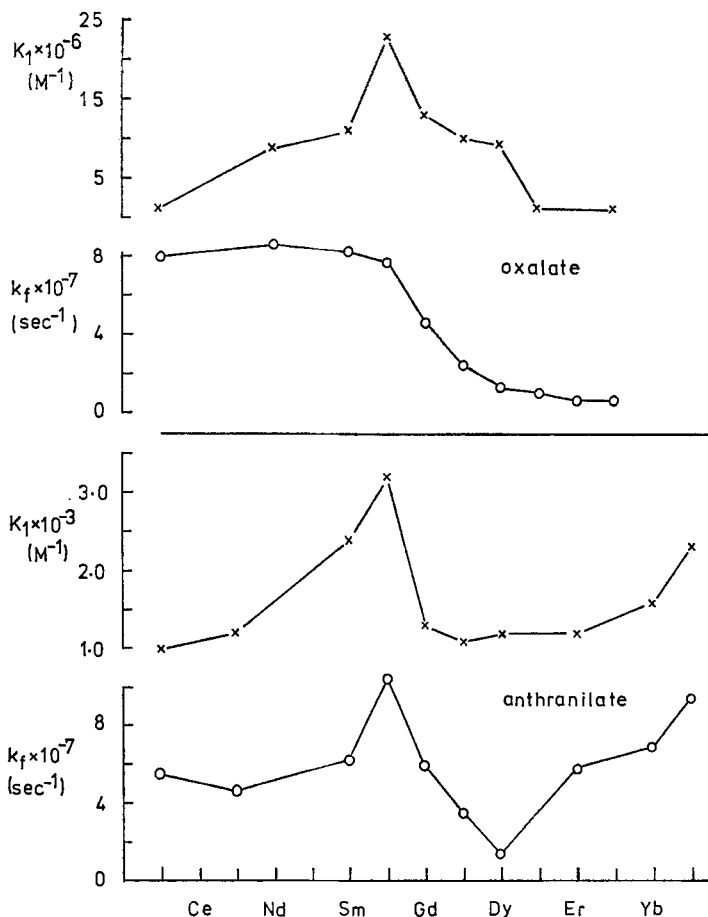 25
K₁×10⁻⁶
(M⁻¹)
15
5
8
oxalate
k_f×10⁻⁷
(sec⁻¹)
4
0
3.0
K₁×10⁻³
(M⁻¹)
2.0
1.0
anthranilate
8
k_f×10⁻⁷
(sec⁻¹)
4
0
Ce Nd Sm Gd Dy Er Yb